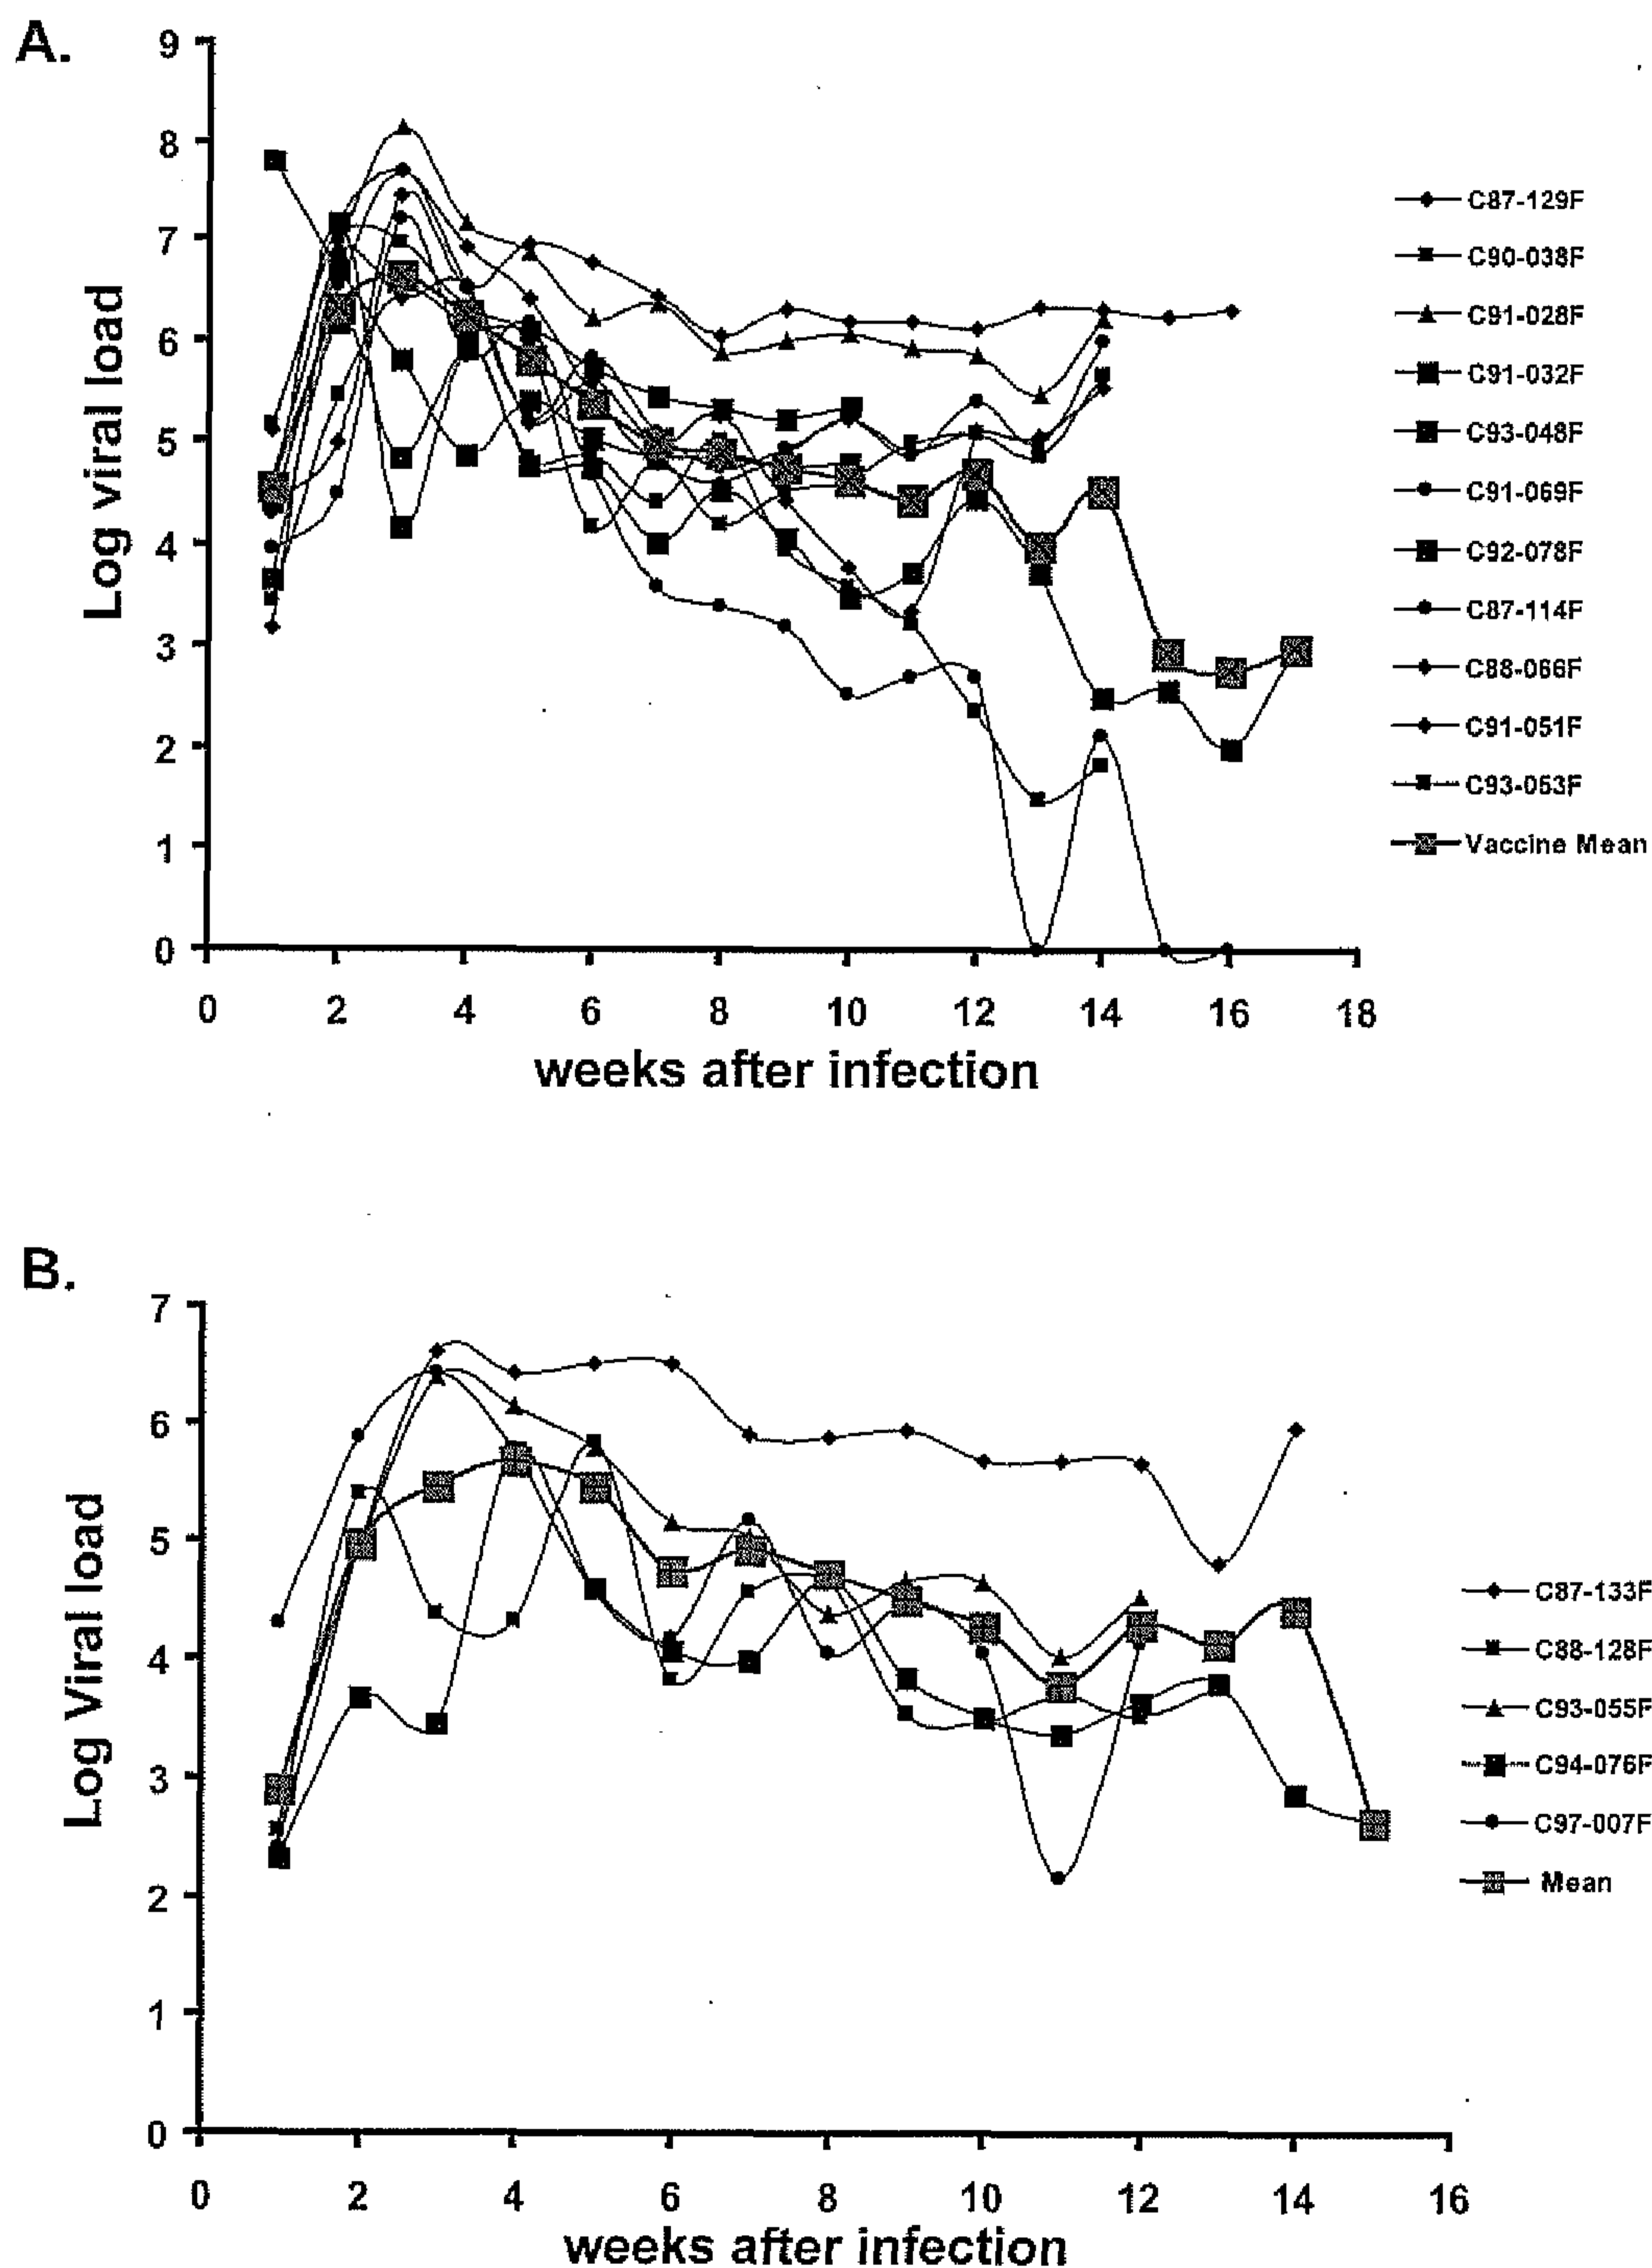 A.
9
8
7
6
5
4
3
2
1
0
Log viral load
0 2 4 6 8 10 12 14 16 18
weeks after infection
C87-129F
C90-038F
C91-028F
C91-032F
C93-048F
C91-069F
C92-078F
C87-114F
C88-066F
C91-051F
C93-053F
Vaccine Mean
B.
7
6
5
4
3
2
1
0
Log Viral load
0 2 4 6 8 10 12 14 16
weeks after infection
C87-133F
C88-128F
C93-055F
C94-076F
C97-007F
Mean